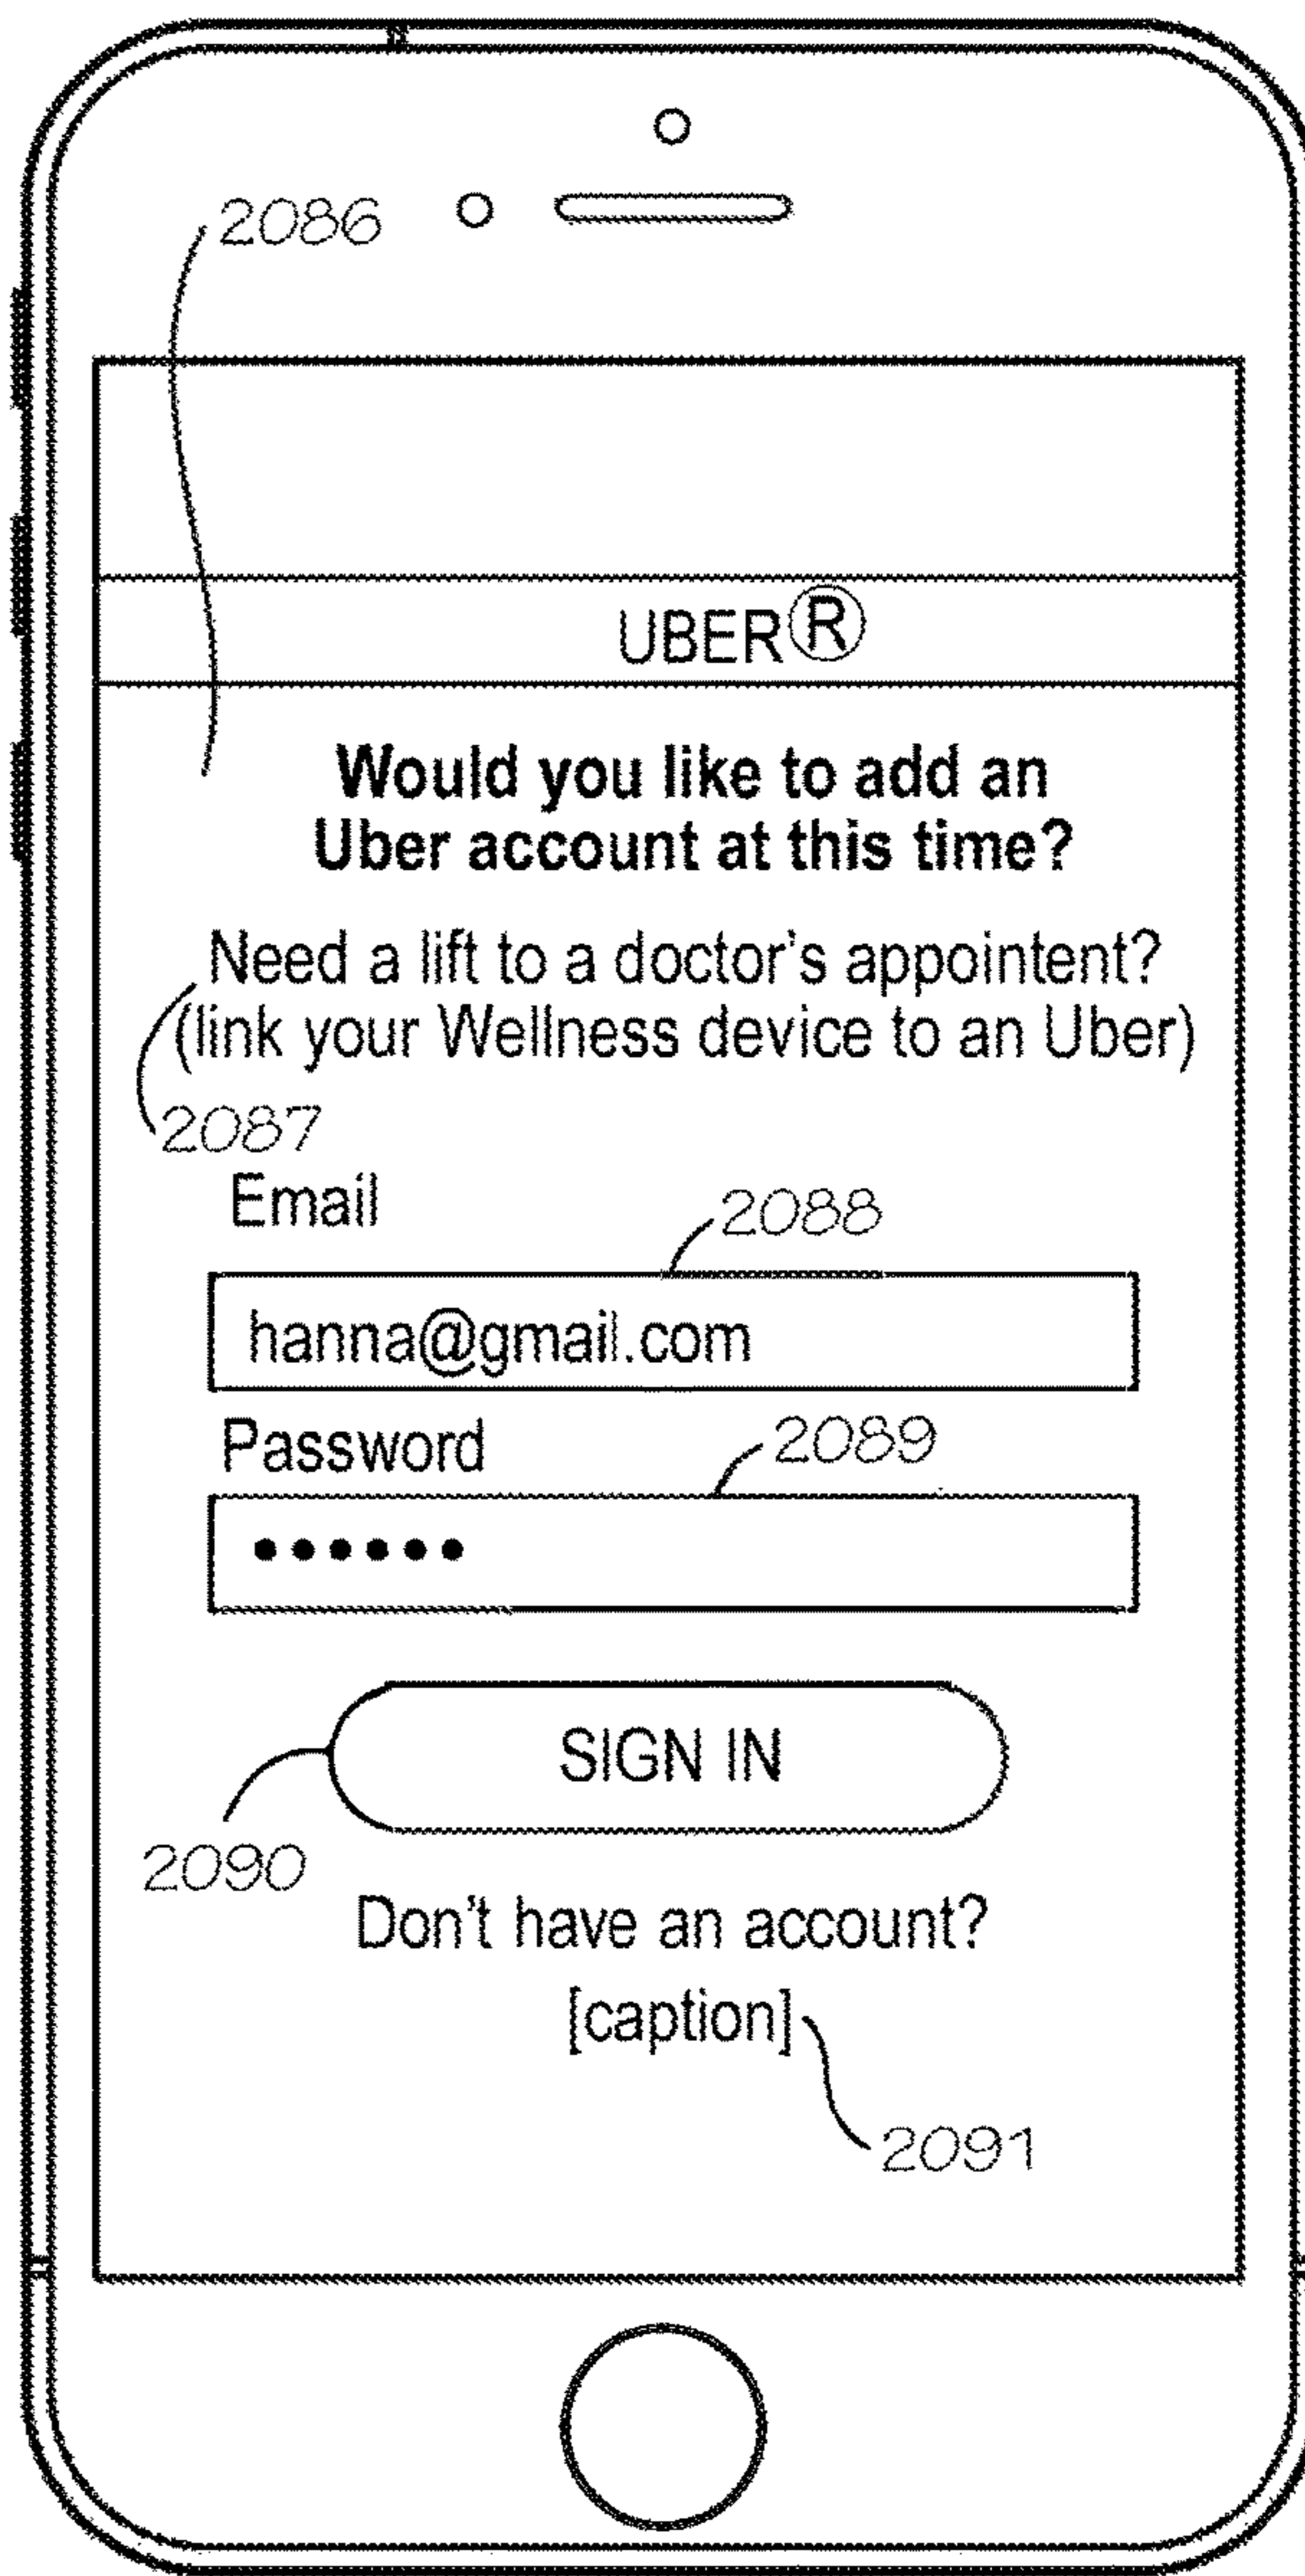 2086
UBER®
Would you like to add an
Uber account at this time?
Need a lift to a doctor's appointent?
(link your Wellness device to an Uber)
2087
Email
2088
hanna@gmail.com
Password
2089
••••••
SIGN IN
2090
Don't have an account?
[caption]
2091